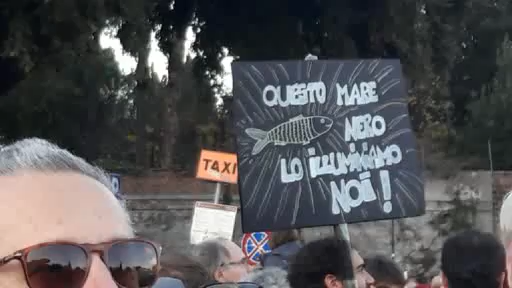 QUESTO MARE
NERO
LO ILLUMINIAMO
NOI!
TAXI